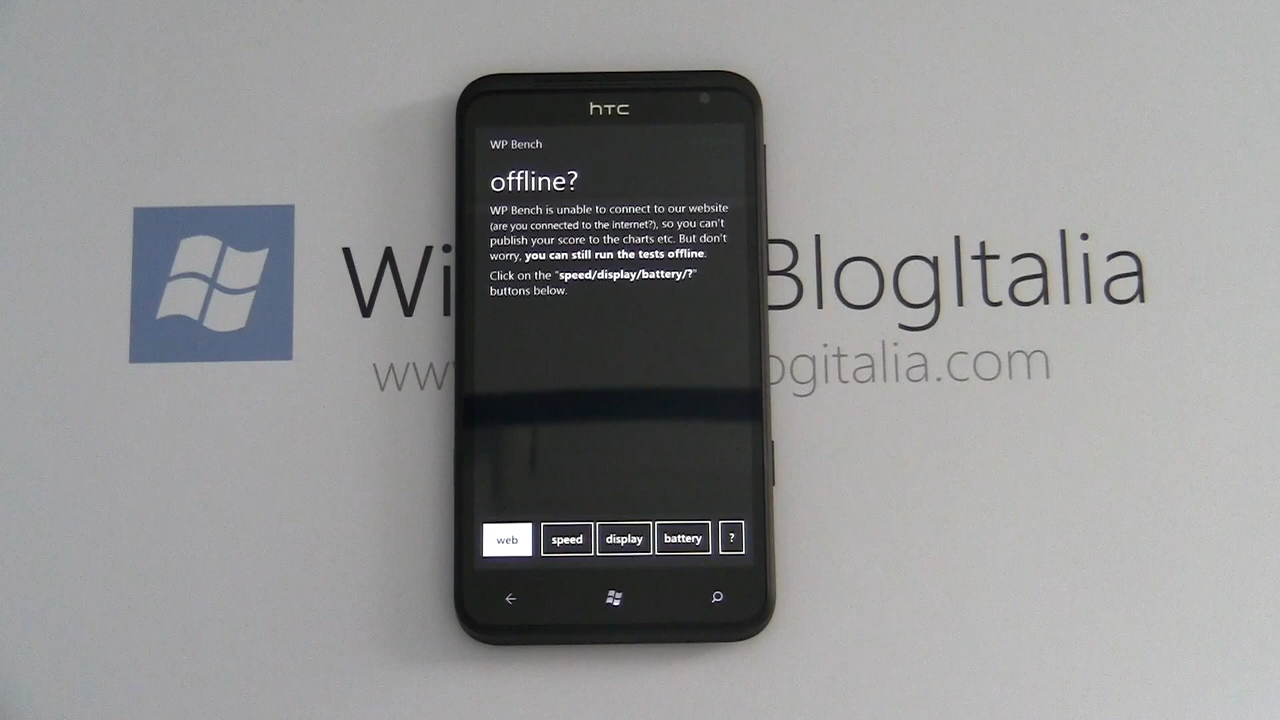 hTC
WP Bench
offline?
WP Bench is unable to connect to our website
(are you connected to the internet?), so you can't
publish your score to the charts etc. But don't
worry, you can still run the tests offline.
Click on the "speed/display/battery/?"
buttons below.
web speed display battery ?
Wi BlogItalia
www ogitalia.com